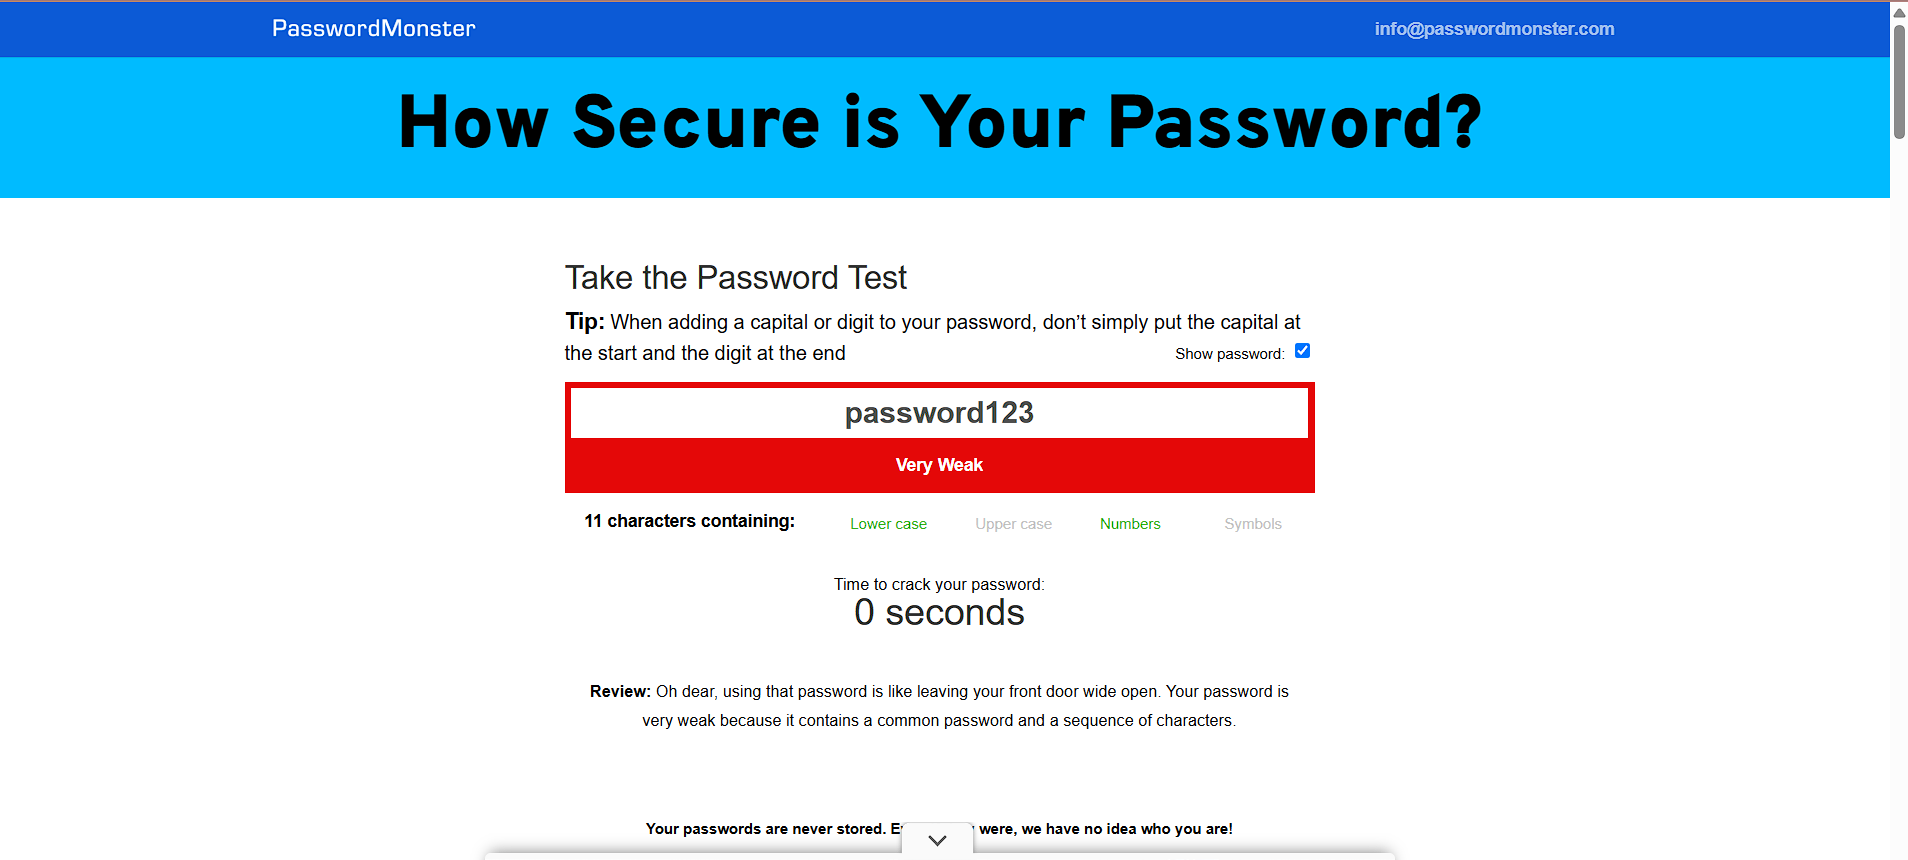 PasswordMonster
info@passwordmonster.com
How Secure is Your Password?
Take the Password Test
Tip: When adding a capital or digit to your password, don’t simply put the capital at
the start and the digit at the end
Show password:
password123
Very Weak
11 characters containing:
Lower case
Upper case
Numbers
Symbols
Time to crack your password:
0 seconds
Review: Oh dear, using that password is like leaving your front door wide open. Your password is
very weak because it contains a common password and a sequence of characters.
Your passwords are never stored. were, we have no idea who you are!